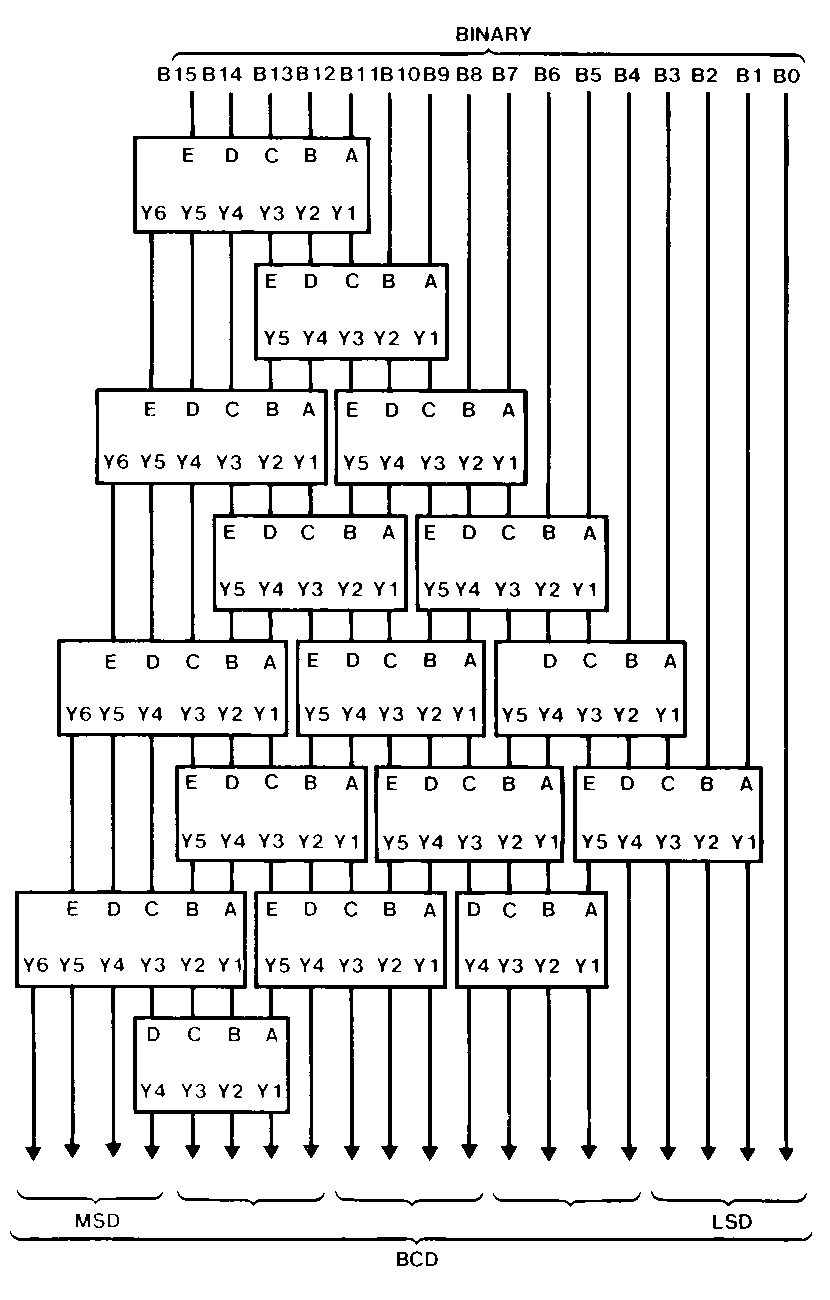 BINARY
B15 B14 B13 B12 B11 B10 B9 B8 B7 B6 B5 B4 B3 B2 B1 B0
E D C B A
Y6 Y5 Y4 Y3 Y2 Y1
E D C B A
Y5 Y4 Y3 Y2 Y1
E D C B A E D C B A
Y6 Y5 Y4 Y3 Y2 Y1 Y5 Y4 Y3 Y2 Y1
E D C B A E D C B A
Y5 Y4 Y3 Y2 Y1 Y5 Y4 Y3 Y2 Y1
E D C B A E D C B A D C B A
Y6 Y5 Y4 Y3 Y2 Y1 Y5 Y4 Y3 Y2 Y1 Y5 Y4 Y3 Y2 Y1
E D C B A E D C B A E D C B A
Y5 Y4 Y3 Y2 Y1 Y5 Y4 Y3 Y2 Y1 Y5 Y4 Y3 Y2 Y1
E D C B A E D C B A D C B A
Y6 Y5 Y4 Y3 Y2 Y1 Y5 Y4 Y3 Y2 Y1 Y4 Y3 Y2 Y1
D C B A
Y4 Y3 Y2 Y1
MSD LSD
BCD